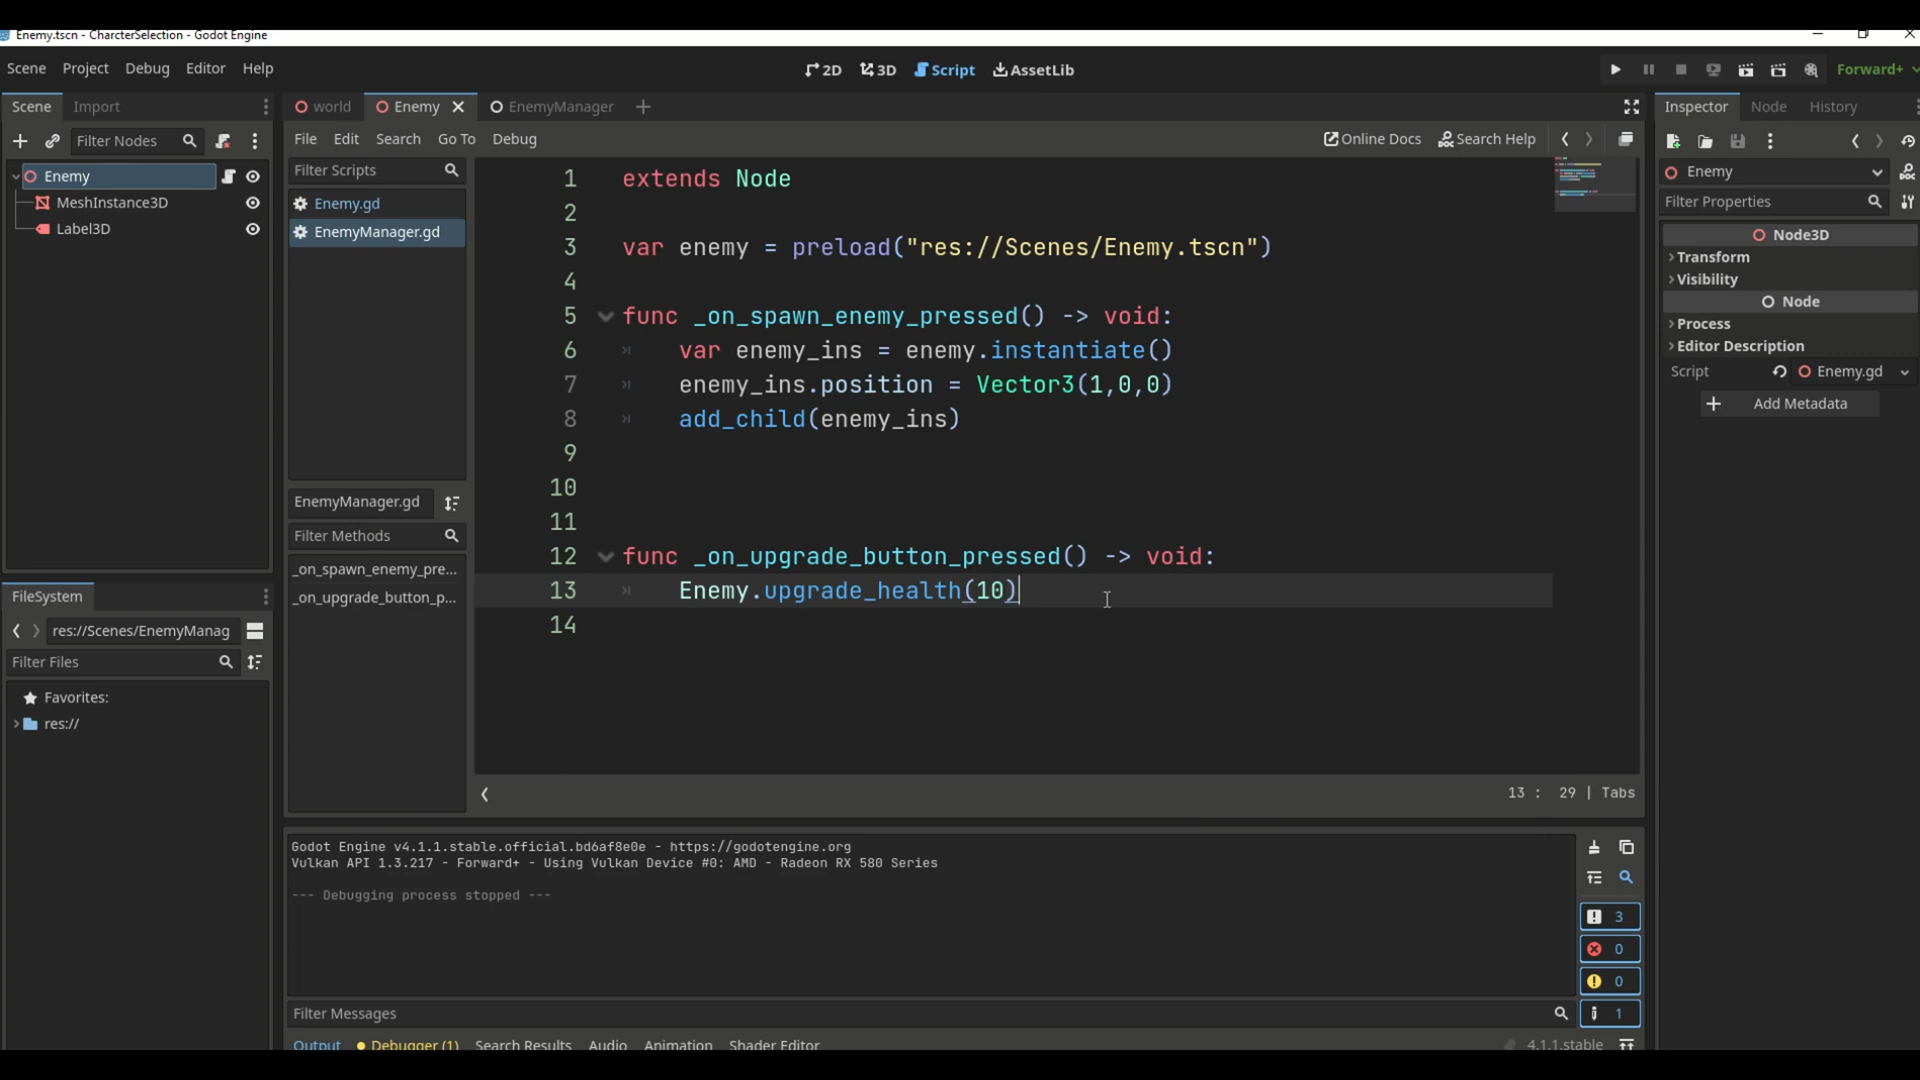 Enemy.tscn - CharcterSelection - Godot Engine
Scene Project Debug Editor Help
2D 3D Script AssetLib
Forward+
Scene Import
Filter Nodes
Enemy
MeshInstance3D
Label3D
FileSystem
res://Scenes/EnemyManag
Filter Files
Favorites:
res://
world Enemy EnemyManager
File Edit Search Go To Debug
Online Docs Search Help
Filter Scripts
Enemy.gd
EnemyManager.gd
EnemyManager.gd
Filter Methods
_on_spawn_enemy_pre...
_on_upgrade_button_p...
1 extends Node
2
3 var enemy = preload("res://Scenes/Enemy.tscn")
4
5 func _on_spawn_enemy_pressed() -> void:
6 var enemy_ins = enemy.instantiate()
7 enemy_ins.position = Vector3(1,0,0)
8 add_child(enemy_ins)
9
10
11
12 func _on_upgrade_button_pressed() -> void:
13 Enemy.upgrade_health(10)
14
13 : 29 | Tabs
Godot Engine v4.1.1.stable.official.bd6af8e0e - https://godotengine.org
Vulkan API 1.3.217 - Forward+ - Using Vulkan Device #0: AMD - Radeon RX 580 Series
--- Debugging process stopped ---
3
0
0
1
Filter Messages
Output Debugger (1) Search Results Audio Animation Shader Editor
4.1.1.stable
Inspector Node History
Enemy
Filter Properties
Node3D
Transform
Visibility
Node
Process
Editor Description
Script Enemy.gd
Add Metadata